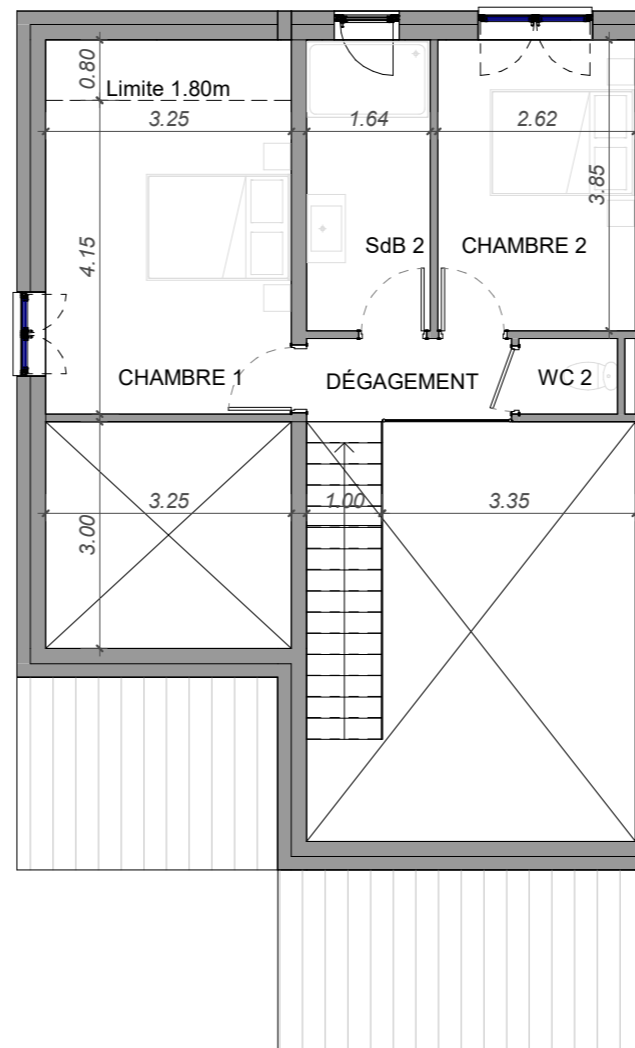 0.80
Limite 1.80m
3.25
1.64
2.62
3.85
4.15
SdB 2
CHAMBRE 2
CHAMBRE 1
DÉGAGEMENT
WC 2
3.25
1.00
3.35
3.00